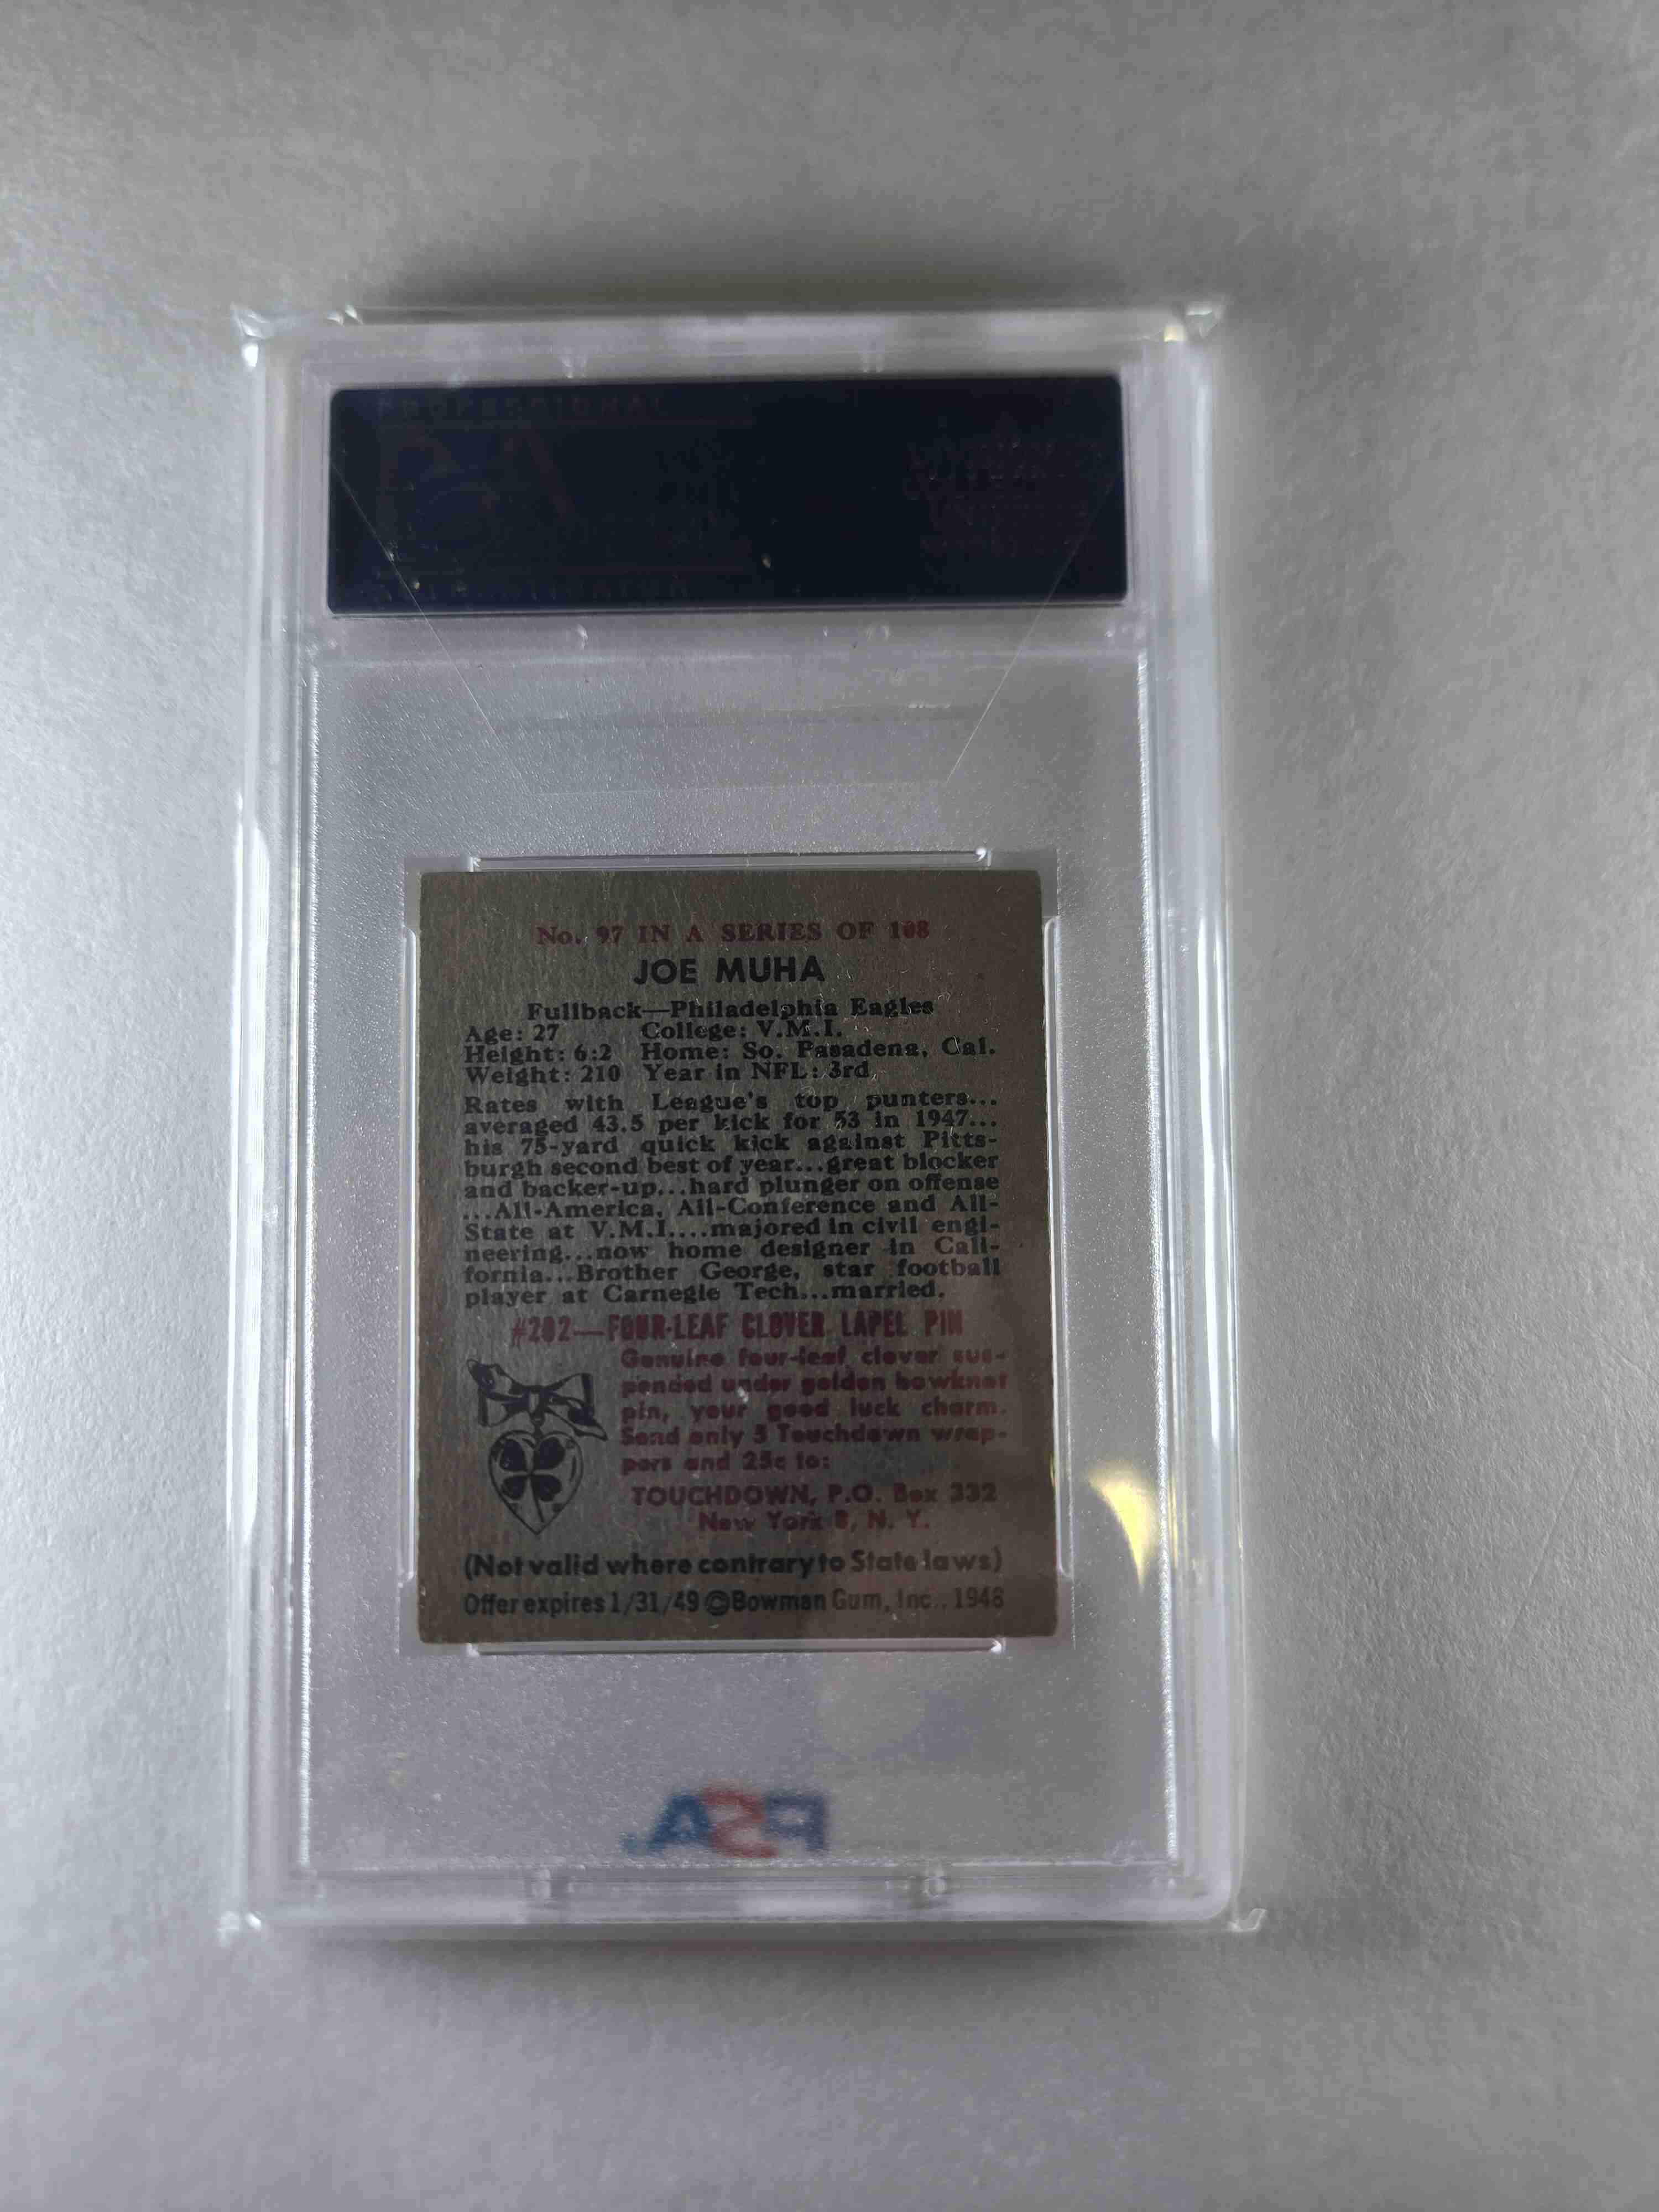 PROFESSIONAL
PSA
AUTHENTICATOR
No. 97 IN A SERIES OF 108
JOE MUHA
Fullback—Philadelphia Eagles
Age: 27 College: V.M.I.
Height: 6:2 Home: So. Pasadena, Cal.
Weight: 210 Year in NFL: 3rd
Rates with League's top punters...
averaged 43.5 per kick for 53 in 1947...
his 75-yard quick kick against Pitts-
burgh second best of year...great blocker
and backer-up...hard plunger on offense
...All-America, All-Conference and All-
State at V.M.I....majored in civil engi-
neering...now home designer in Cali-
fornia...Brother George, star football
player at Carnegie Tech...married.
#202—FOUR-LEAF CLOVER LAPEL PIN
Genuine four-leaf clover sus-
pended under golden bowknot
pin, your good luck charm.
Send only 5 Touchdown wrap-
pers and 25c to:
TOUCHDOWN, P.O. Box 332
New York 8, N. Y.
(Not valid where contrary to State laws)
Offer expires 1/31/49 ©Bowman Gum, Inc., 1948
PSA